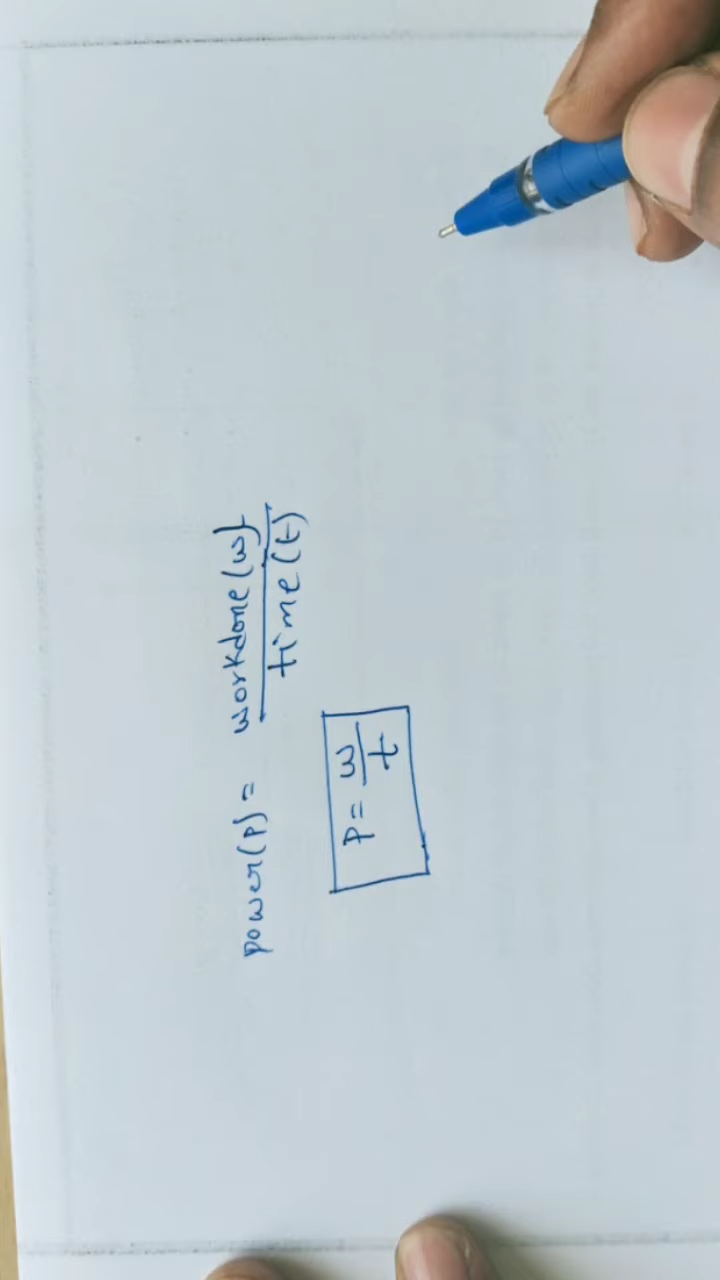 power(p) = workdone(w) / time(t)
P = w / t